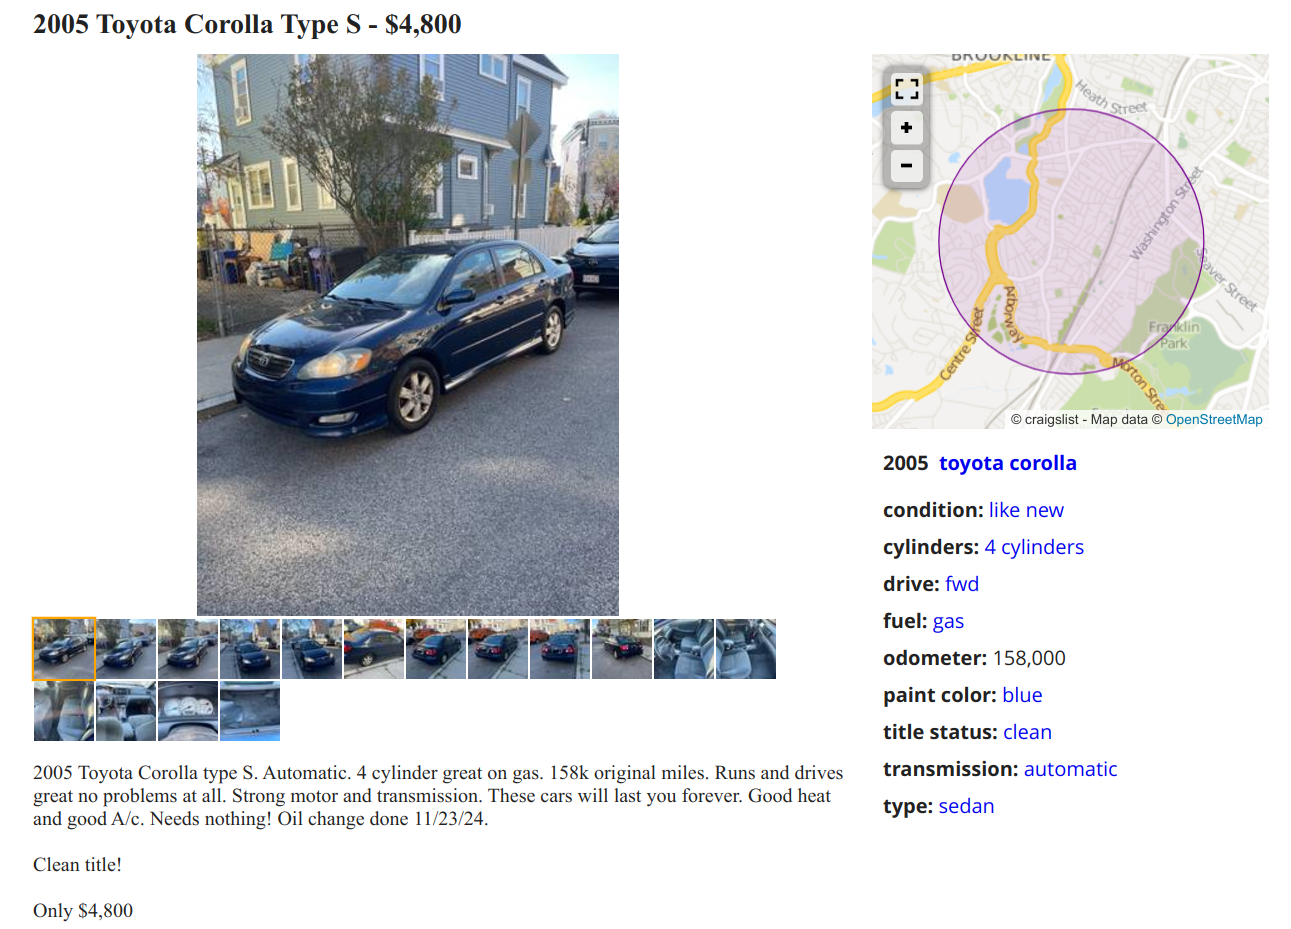 2005 Toyota Corolla Type S - $4,800
BROOKLINE
Heath Street
Washington Street
Seaver Street
Franklin
Park
Arborway
Centre Street
Morton Stre
+
-
© craigslist - Map data © OpenStreetMap
2005 toyota corolla
condition: like new
cylinders: 4 cylinders
drive: fwd
fuel: gas
odometer: 158,000
paint color: blue
title status: clean
transmission: automatic
type: sedan
2005 Toyota Corolla type S. Automatic. 4 cylinder great on gas. 158k original miles. Runs and drives
great no problems at all. Strong motor and transmission. These cars will last you forever. Good heat
and good A/c. Needs nothing! Oil change done 11/23/24.
Clean title!
Only $4,800